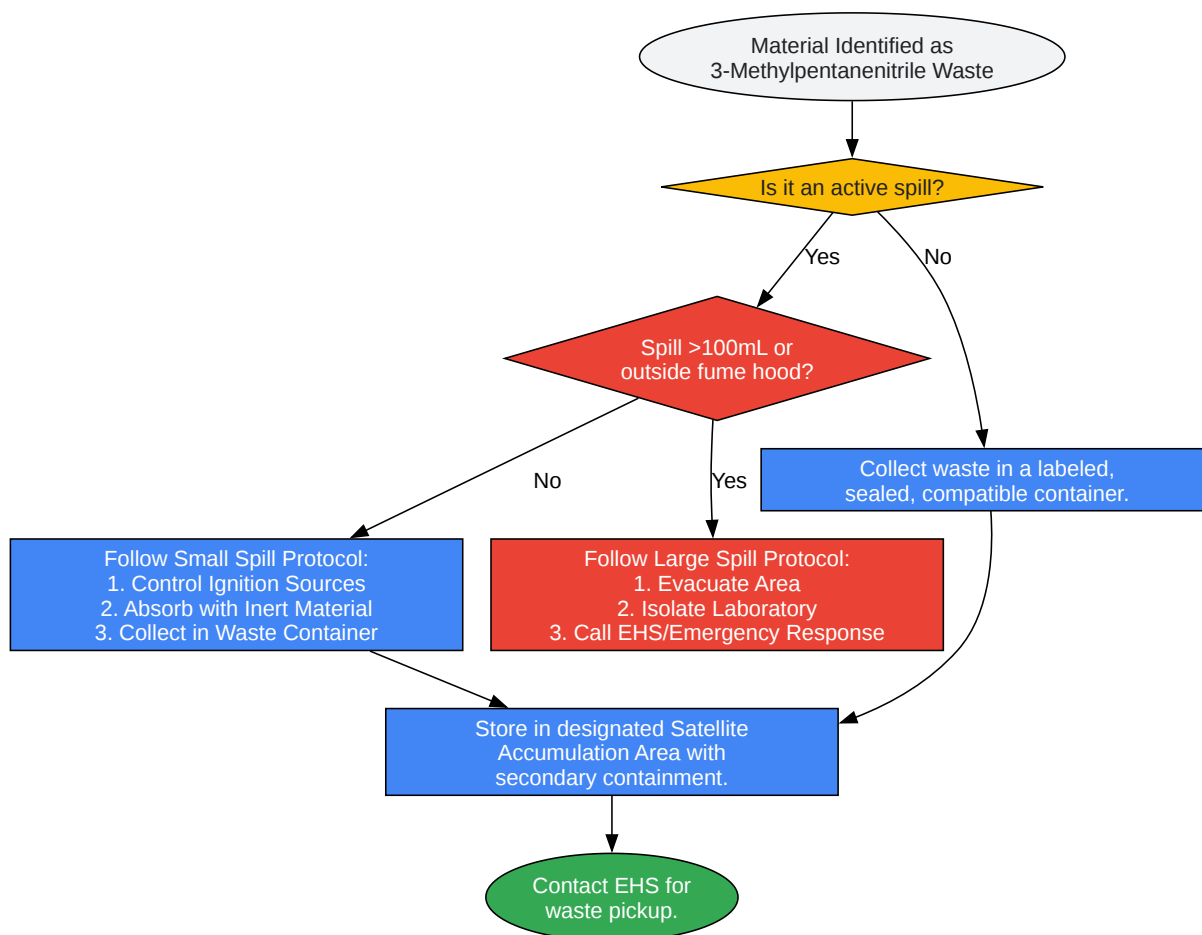 Material Identified as
3-Methylpentanenitrile Waste
Is it an active spill?
Yes
No
Spill >100mL or
outside fume hood?
No
Yes
Collect waste in a labeled,
sealed, compatible container.
Follow Small Spill Protocol:
1. Control Ignition Sources
2. Absorb with Inert Material
3. Collect in Waste Container
Follow Large Spill Protocol:
1. Evacuate Area
2. Isolate Laboratory
3. Call EHS/Emergency Response
Store in designated Satellite
Accumulation Area with
secondary containment.
Contact EHS for
waste pickup.